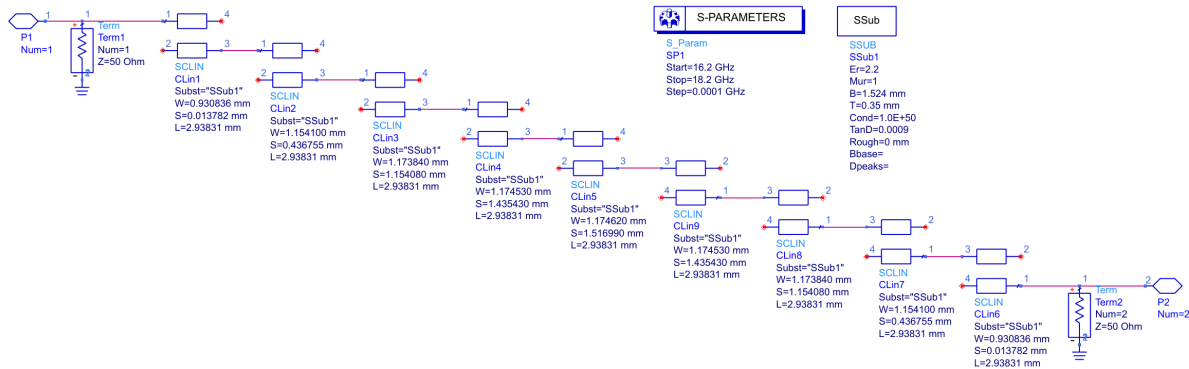 P1
Num=1
1
1
Term
Term1
Num=1
Z=50 Ohm
1
4
2
3
SCLIN
CLin1
Subst="SSub1"
W=0.930836 mm
S=0.013782 mm
L=2.93831 mm
1
4
2
3
SCLIN
CLin2
Subst="SSub1"
W=1.154100 mm
S=0.436755 mm
L=2.93831 mm
1
4
2
3
SCLIN
CLin3
Subst="SSub1"
W=1.173840 mm
S=1.154080 mm
L=2.93831 mm
1
4
2
3
SCLIN
CLin4
Subst="SSub1"
W=1.174530 mm
S=1.435430 mm
L=2.93831 mm
1
4
2
3
SCLIN
CLin5
Subst="SSub1"
W=1.174620 mm
S=1.516990 mm
L=2.93831 mm
3
2
4
1
SCLIN
CLin9
Subst="SSub1"
W=1.174530 mm
S=1.435430 mm
L=2.93831 mm
3
2
4
1
SCLIN
CLin8
Subst="SSub1"
W=1.173840 mm
S=1.154080 mm
L=2.93831 mm
3
2
4
1
SCLIN
CLin7
Subst="SSub1"
W=1.154100 mm
S=0.436755 mm
L=2.93831 mm
3
2
4
1
SCLIN
CLin6
Subst="SSub1"
W=0.930836 mm
S=0.013782 mm
L=2.93831 mm
1
Term
Term2
Num=2
Z=50 Ohm
2
P2
Num=2
S-PARAMETERS
S_Param
SP1
Start=16.2 GHz
Stop=18.2 GHz
Step=0.0001 GHz
SSub
SSUB
SSub1
Er=2.2
Mur=1
B=1.524 mm
T=0.35 mm
Cond=1.0E+50
TanD=0.0009
Rough=0 mm
Bbase=
Dpeaks=